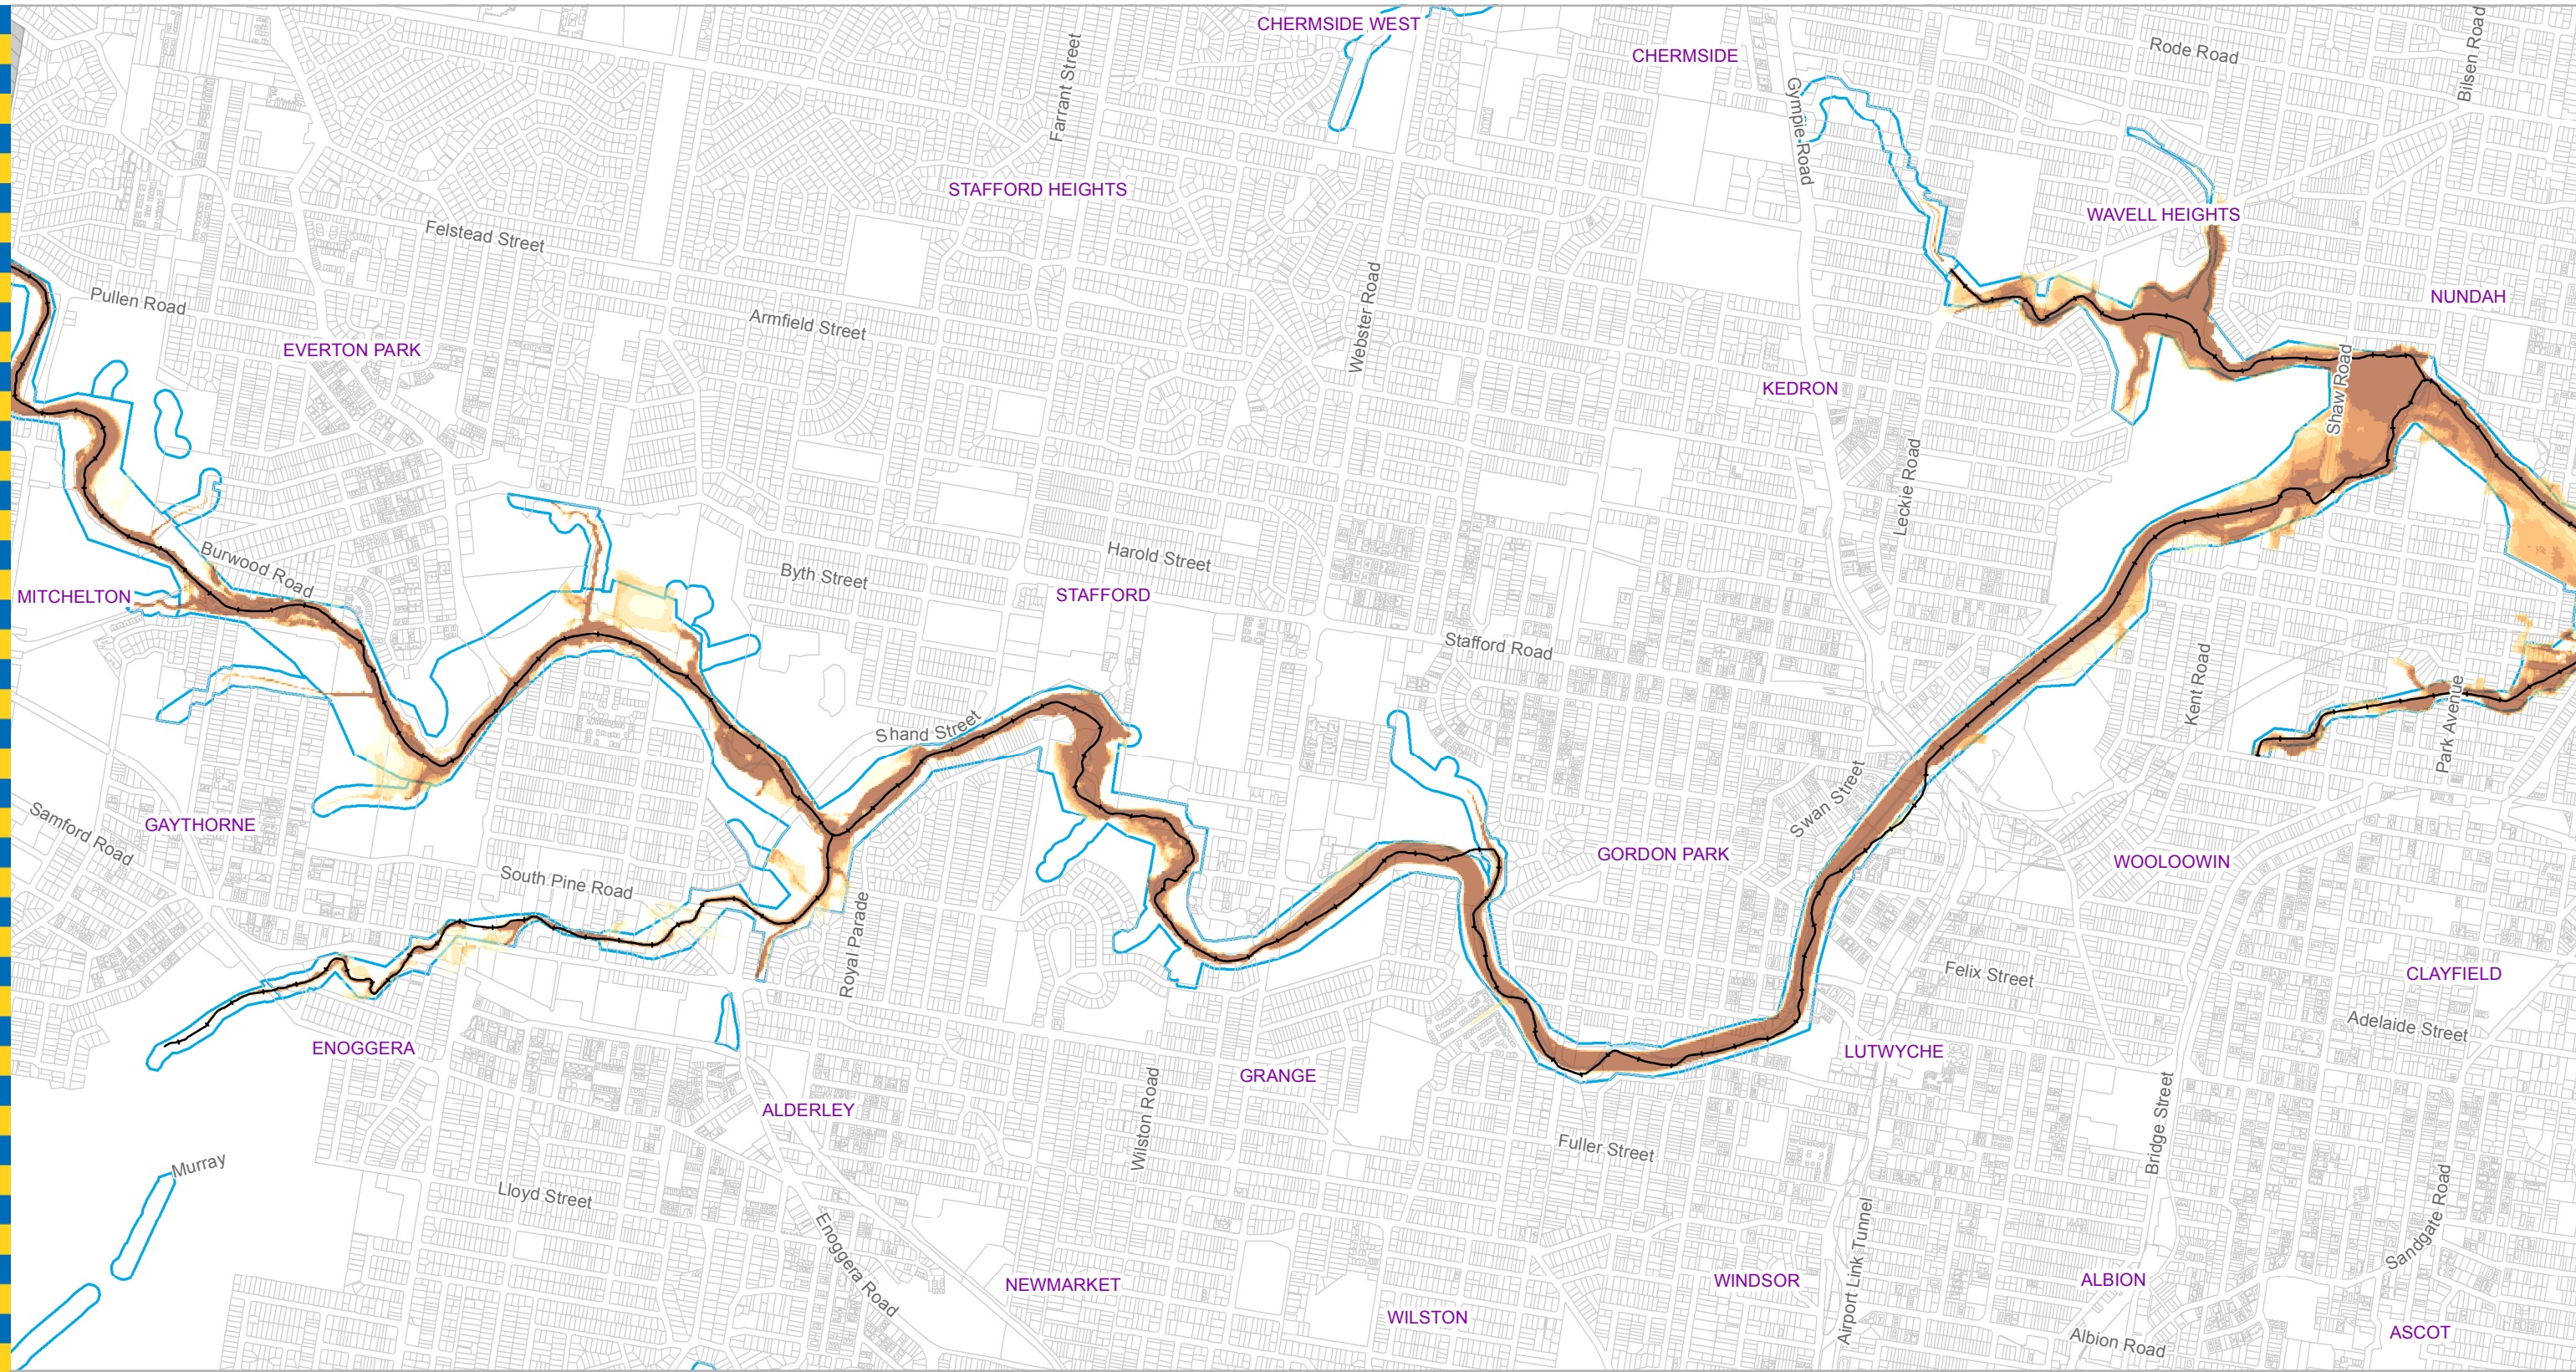 CHERMSIDE WEST
CHERMSIDE
Rode Road
Bilsen Road
Farrant Street
Gympie Road
STAFFORD HEIGHTS
WAVELL HEIGHTS
Felstead Street
Pullen Road
NUNDAH
Webster Road
Armfield Street
EVERTON PARK
Shaw Road
KEDRON
Leckie Road
Burwood Road
Harold Street
Byth Street
MITCHELTON
STAFFORD
Stafford Road
Kent Road
Park Avenue
Shand Street
Swan Street
Samford Road
GAYTHORNE
GORDON PARK
WOOLOOWIN
South Pine Road
Royal Parade
Felix Street
CLAYFIELD
Adelaide Street
ENOGGERA
LUTWYCHE
GRANGE
ALDERLEY
Wilston Road
Bridge Street
Fuller Street
Murray
Lloyd Street
Sandgate Road
Enoggera Road
Airport Link Tunnel
NEWMARKET
WINDSOR
ALBION
WILSTON
Albion Road
ASCOT